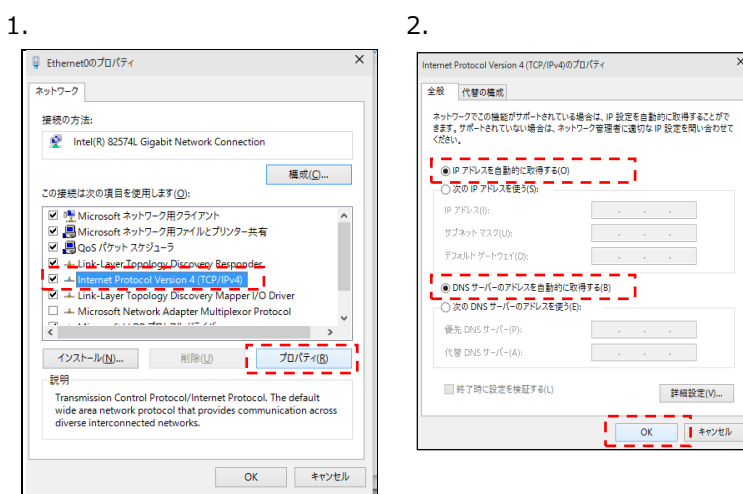 1.
Ethernet0のプロパティ
ネットワーク
接続の方法:
Intel(R) 82574L Gigabit Network Connection
構成(C)...
この接続は次の項目を使用します(O):
Microsoft ネットワーク用クライアント
Microsoft ネットワーク用ファイルとプリンター共有
QoS パケット スケジューラ
Link-Layer Topology Discovery Responder
Internet Protocol Version 4 (TCP/IPv4)
Link-Layer Topology Discovery Mapper I/O Driver
Microsoft Network Adapter Multiplexor Protocol
インストール(N)...
削除(U)
プロパティ(R)
説明
Transmission Control Protocol/Internet Protocol. The default
wide area network protocol that provides communication across
diverse interconnected networks.
OK
キャンセル
2.
Internet Protocol Version 4 (TCP/IPv4)のプロパティ
全般
代替の構成
ネットワークでこの機能がサポートされている場合は、IP 設定を自動的に取得することがで
きます。サポートされていない場合は、ネットワーク管理者に適切な IP 設定を問い合わせて
ください。
IP アドレスを自動的に取得する(O)
次の IP アドレスを使う(S):
IP アドレス(I):
サブネット マスク(U):
デフォルト ゲートウェイ(D):
DNS サーバーのアドレスを自動的に取得する(B)
次の DNS サーバーのアドレスを使う(E):
優先 DNS サーバー(P):
代替 DNS サーバー(A):
終了時に設定を検証する(L)
詳細設定(V)...
OK
キャンセル